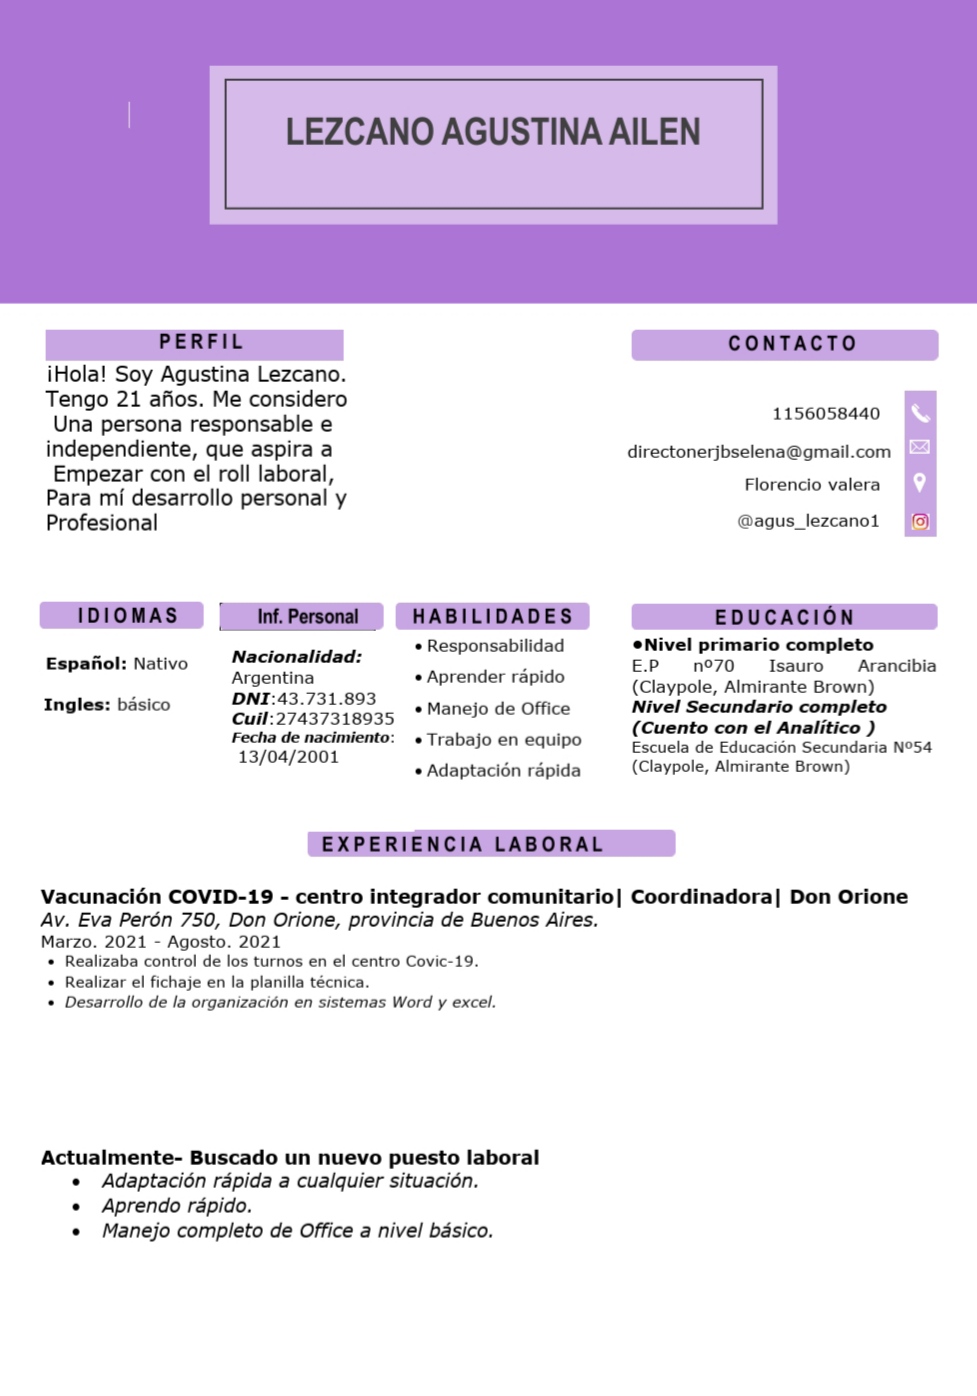 LEZCANO AGUSTINA AILEN
PERFIL
¡Hola! Soy Agustina Lezcano.
Tengo 21 años. Me considero
Una persona responsable e
independiente, que aspira a
Empezar con el roll laboral,
Para mí desarrollo personal y
Profesional
CONTACTO
1156058440
directonerjbselena@gmail.com
Florencio valera
@agus_lezcano1
IDIOMAS
Español: Nativo
Ingles: básico
Inf. Personal
Nacionalidad:
Argentina
DNI:43.731.893
Cuil:27437318935
Fecha de nacimiento:
13/04/2001
HABILIDADES
• Responsabilidad
• Aprender rápido
• Manejo de Office
• Trabajo en equipo
• Adaptación rápida
EDUCACIÓN
•Nivel primario completo
E.P nº70 Isauro Arancibia
(Claypole, Almirante Brown)
Nivel Secundario completo
(Cuento con el Analítico )
Escuela de Educación Secundaria Nº54
(Claypole, Almirante Brown)
EXPERIENCIA LABORAL
Vacunación COVID-19 - centro integrador comunitario| Coordinadora| Don Orione
Av. Eva Perón 750, Don Orione, provincia de Buenos Aires.
Marzo. 2021 - Agosto. 2021
• Realizaba control de los turnos en el centro Covic-19.
• Realizar el fichaje en la planilla técnica.
• Desarrollo de la organización en sistemas Word y excel.
Actualmente- Buscado un nuevo puesto laboral
• Adaptación rápida a cualquier situación.
• Aprendo rápido.
• Manejo completo de Office a nivel básico.